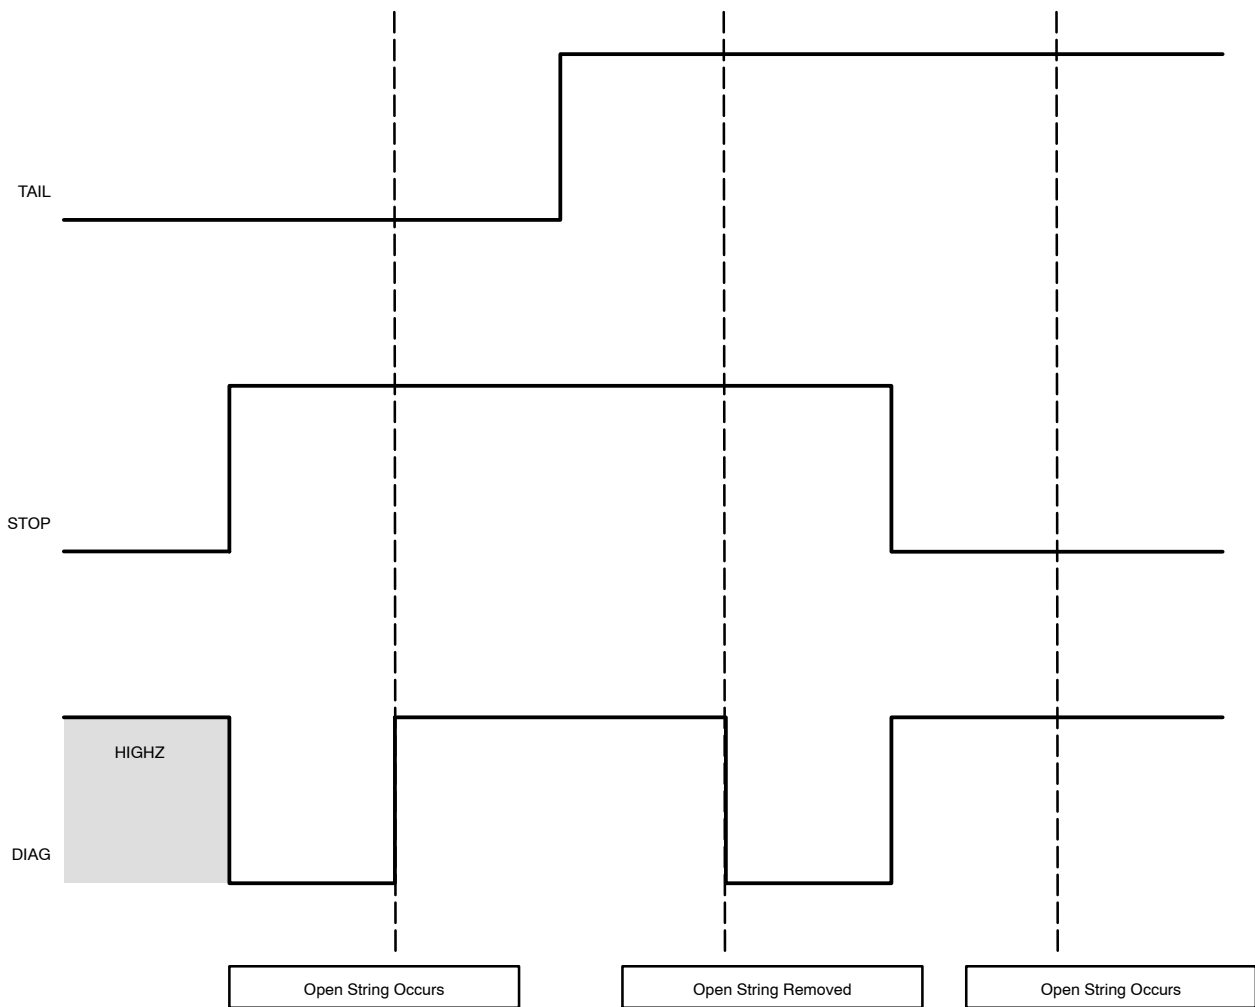 TAIL
STOP
HIGHZ
DIAG
Open String Occurs
Open String Removed
Open String Occurs